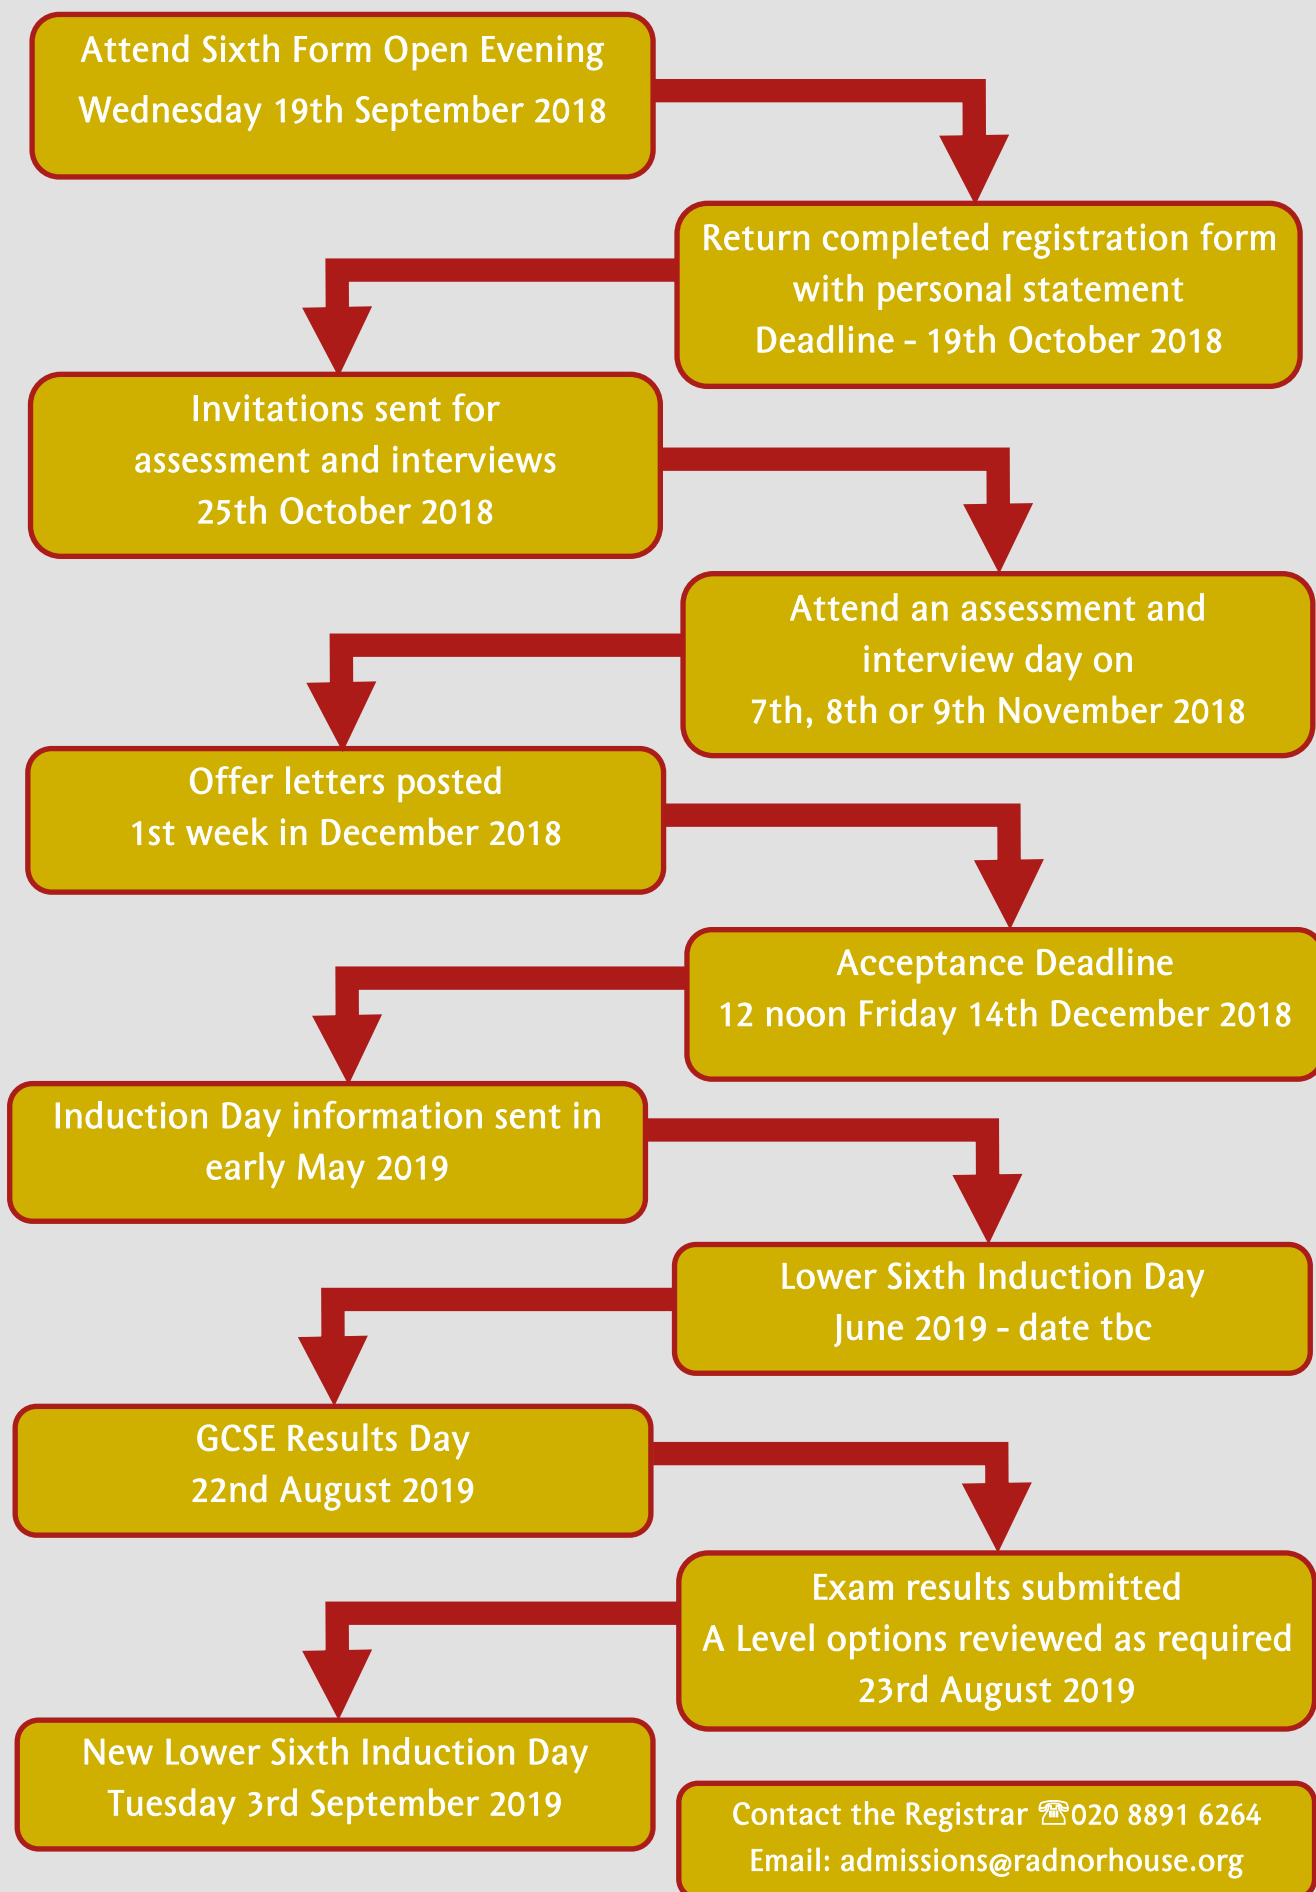 Attend Sixth Form Open Evening
Wednesday 19th September 2018
Return completed registration form
with personal statement
Deadline - 19th October 2018
Invitations sent for
assessment and interviews
25th October 2018
Attend an assessment and
interview day on
7th, 8th or 9th November 2018
Offer letters posted
1st week in December 2018
Acceptance Deadline
12 noon Friday 14th December 2018
Induction Day information sent in
early May 2019
Lower Sixth Induction Day
June 2019 - date tbc
GCSE Results Day
22nd August 2019
Exam results submitted
A Level options reviewed as required
23rd August 2019
New Lower Sixth Induction Day
Tuesday 3rd September 2019
Contact the Registrar ☎020 8891 6264
Email: admissions@radnorhouse.org